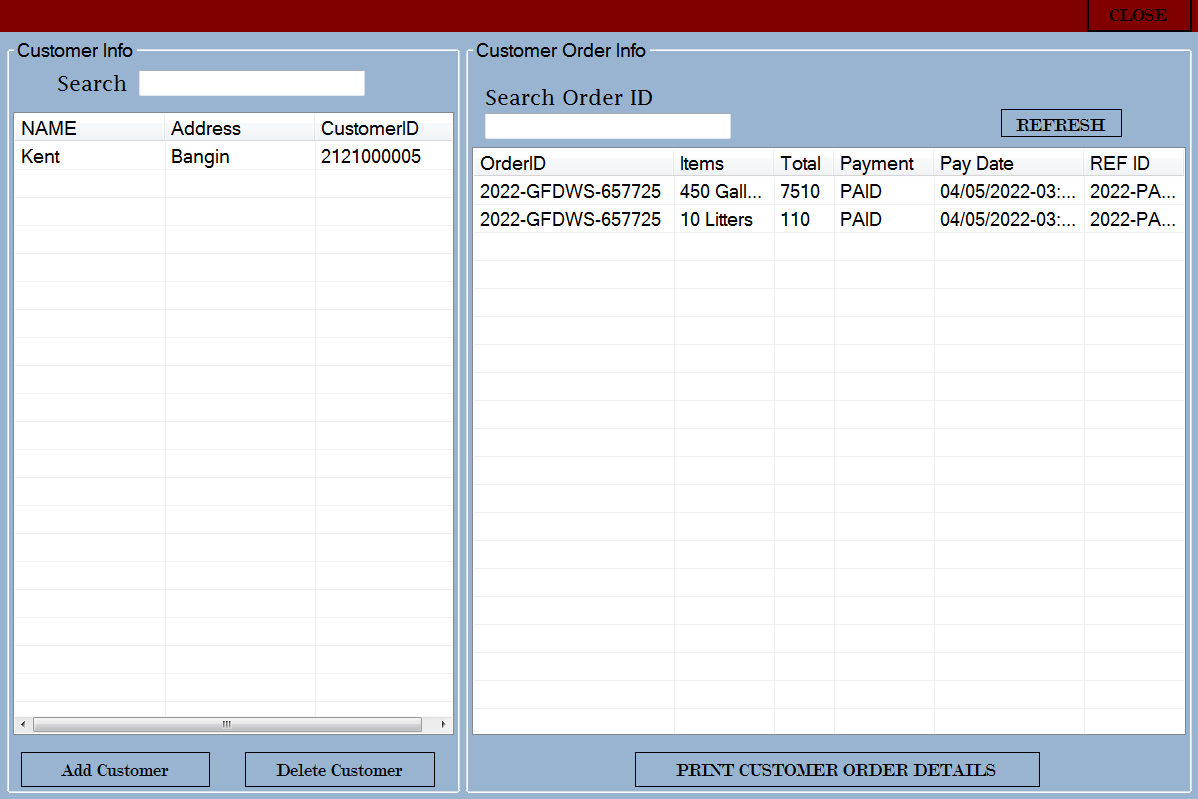 CLOSE
Customer Info
Search
NAME Address CustomerID
Kent Bangin 2121000005
Add Customer Delete Customer
Customer Order Info
Search Order ID
REFRESH
OrderID Items Total Payment Pay Date REF ID
2022-GFDWS-657725 450 Gall... 7510 PAID 04/05/2022-03:... 2022-PA...
2022-GFDWS-657725 10 Litters 110 PAID 04/05/2022-03:... 2022-PA...
PRINT CUSTOMER ORDER DETAILS